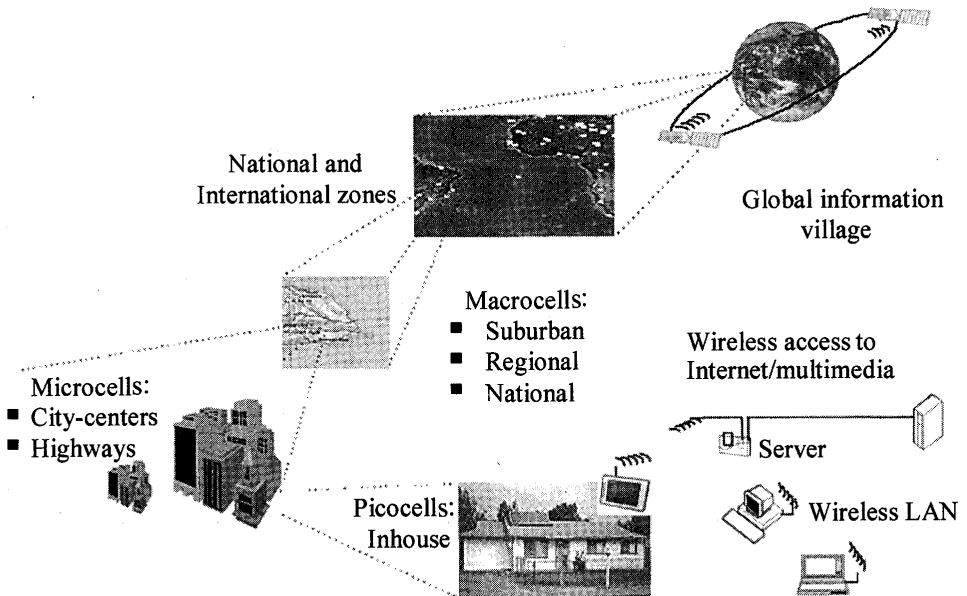 National and
International zones
Global information
village
Macrocells:
■ Suburban
■ Regional
■ National
Wireless access to
Internet/multimedia
Microcells:
■ City-centers
■ Highways
Server
Picocells:
Inhouse
Wireless LAN